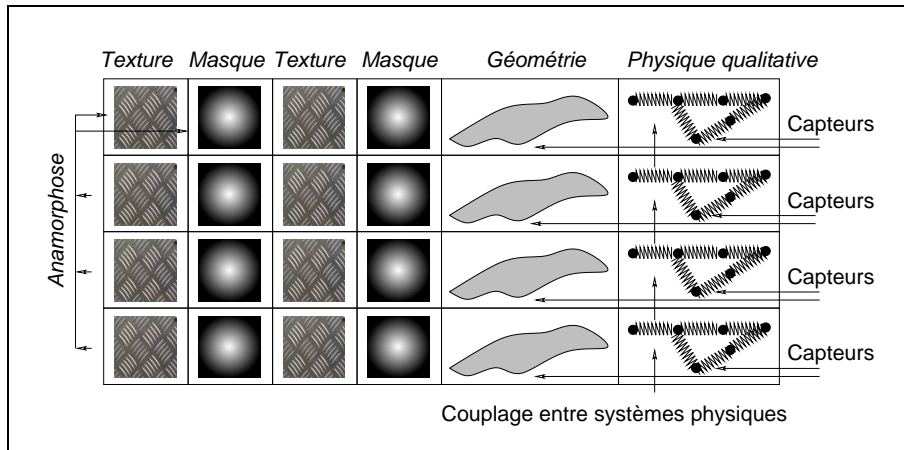 Texture Masque Texture Masque Géométrie Physique qualitative
Anamorphose
Capteurs
Capteurs
Capteurs
Capteurs
Couplage entre systèmes physiques